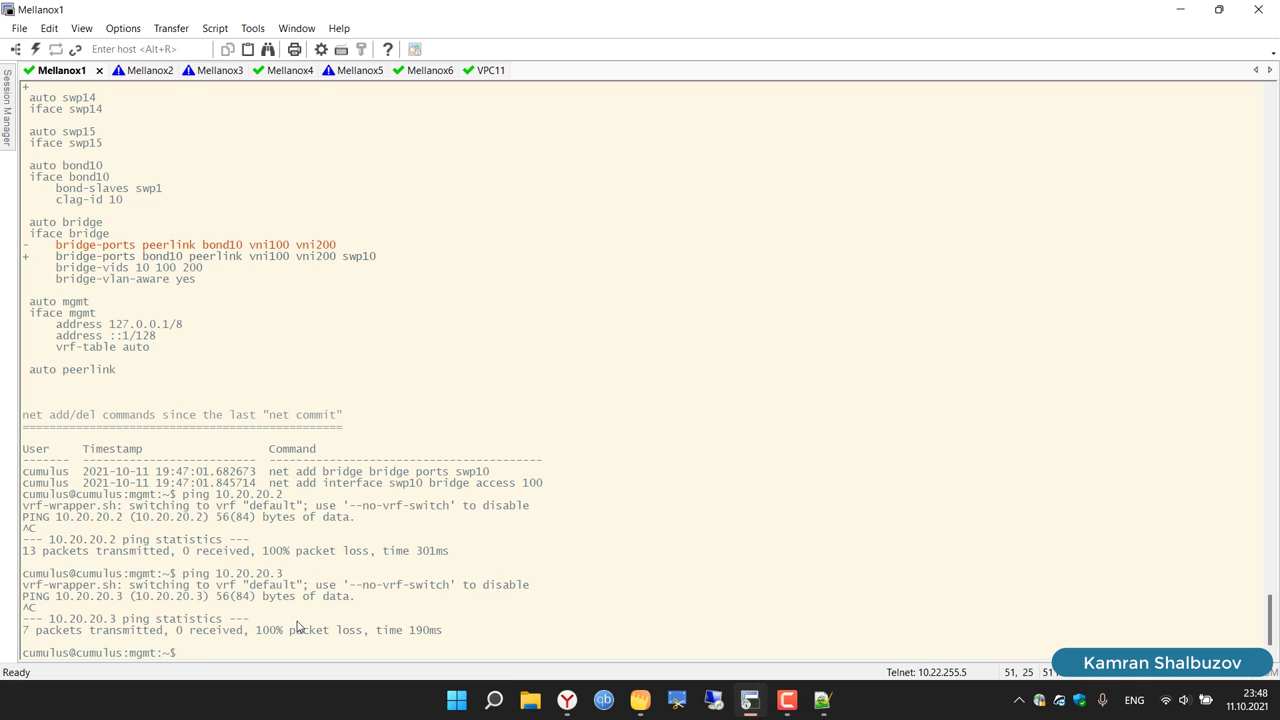 Mellanox1
File Edit View Options Transfer Script Tools Window Help
Enter host <Alt+R>
Mellanox1 Mellanox2 Mellanox3 Mellanox4 Mellanox5 Mellanox6 VPC11
Session Manager
+
auto swp14
iface swp14
auto swp15
iface swp15
auto bond10
iface bond10
bond-slaves swp1
clag-id 10
auto bridge
iface bridge
- bridge-ports peerlink bond10 vni100 vni200
+ bridge-ports bond10 peerlink vni100 vni200 swp10
bridge-vids 10 100 200
bridge-vlan-aware yes
auto mgmt
iface mgmt
address 127.0.0.1/8
address ::1/128
vrf-table auto
auto peerlink
net add/del commands since the last "net commit"
================================================
User Timestamp Command
------- -------------------------- -----------------------------------------
cumulus 2021-10-11 19:47:01.682673 net add bridge bridge ports swp10
cumulus 2021-10-11 19:47:01.845714 net add interface swp10 bridge access 100
cumulus@cumulus:mgmt:~$ ping 10.20.20.2
vrf-wrapper.sh: switching to vrf "default"; use '--no-vrf-switch' to disable
PING 10.20.20.2 (10.20.20.2) 56(84) bytes of data.
^C
--- 10.20.20.2 ping statistics ---
13 packets transmitted, 0 received, 100% packet loss, time 301ms
cumulus@cumulus:mgmt:~$ ping 10.20.20.3
vrf-wrapper.sh: switching to vrf "default"; use '--no-vrf-switch' to disable
PING 10.20.20.3 (10.20.20.3) 56(84) bytes of data.
^C
--- 10.20.20.3 ping statistics ---
7 packets transmitted, 0 received, 100% packet loss, time 190ms
cumulus@cumulus:mgmt:~$
Ready Telnet: 10.22.255.5 51, 25
Kamran Shalbuzov
ENG 23:48
11.10.2021